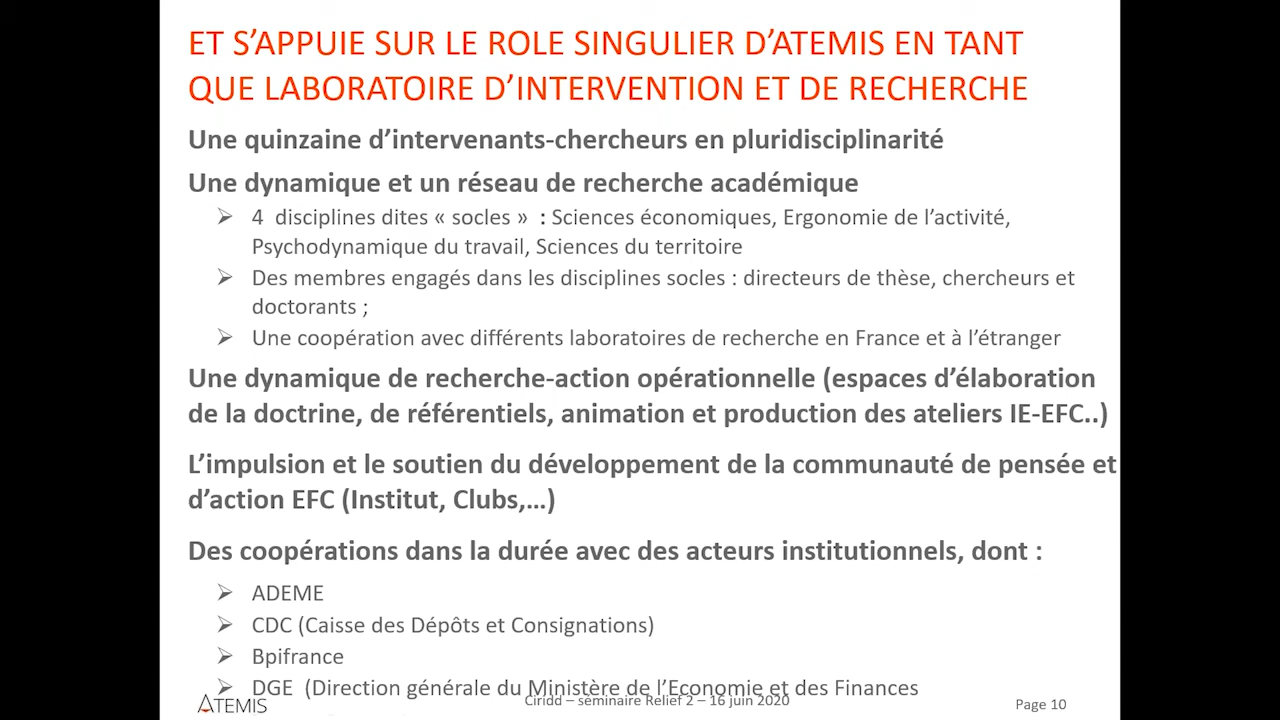 ET S’APPUIE SUR LE ROLE SINGULIER D’ATEMIS EN TANT
QUE LABORATOIRE D’INTERVENTION ET DE RECHERCHE
Une quinzaine d’intervenants-chercheurs en pluridisciplinarité
Une dynamique et un réseau de recherche académique
➢ 4 disciplines dites « socles » : Sciences économiques, Ergonomie de l’activité,
Psychodynamique du travail, Sciences du territoire
➢ Des membres engagés dans les disciplines socles : directeurs de thèse, chercheurs et
doctorants ;
➢ Une coopération avec différents laboratoires de recherche en France et à l’étranger
Une dynamique de recherche-action opérationnelle (espaces d’élaboration
de la doctrine, de référentiels, animation et production des ateliers IE-EFC..)
L’impulsion et le soutien du développement de la communauté de pensée et
d’action EFC (Institut, Clubs,…)
Des coopérations dans la durée avec des acteurs institutionnels, dont :
➢ ADEME
➢ CDC (Caisse des Dépôts et Consignations)
➢ Bpifrance
➢ DGE (Direction générale du Ministère de l’Economie et des Finances
ATEMIS
Ciridd – séminaire Relief 2 – 16 juin 2020
Page 10